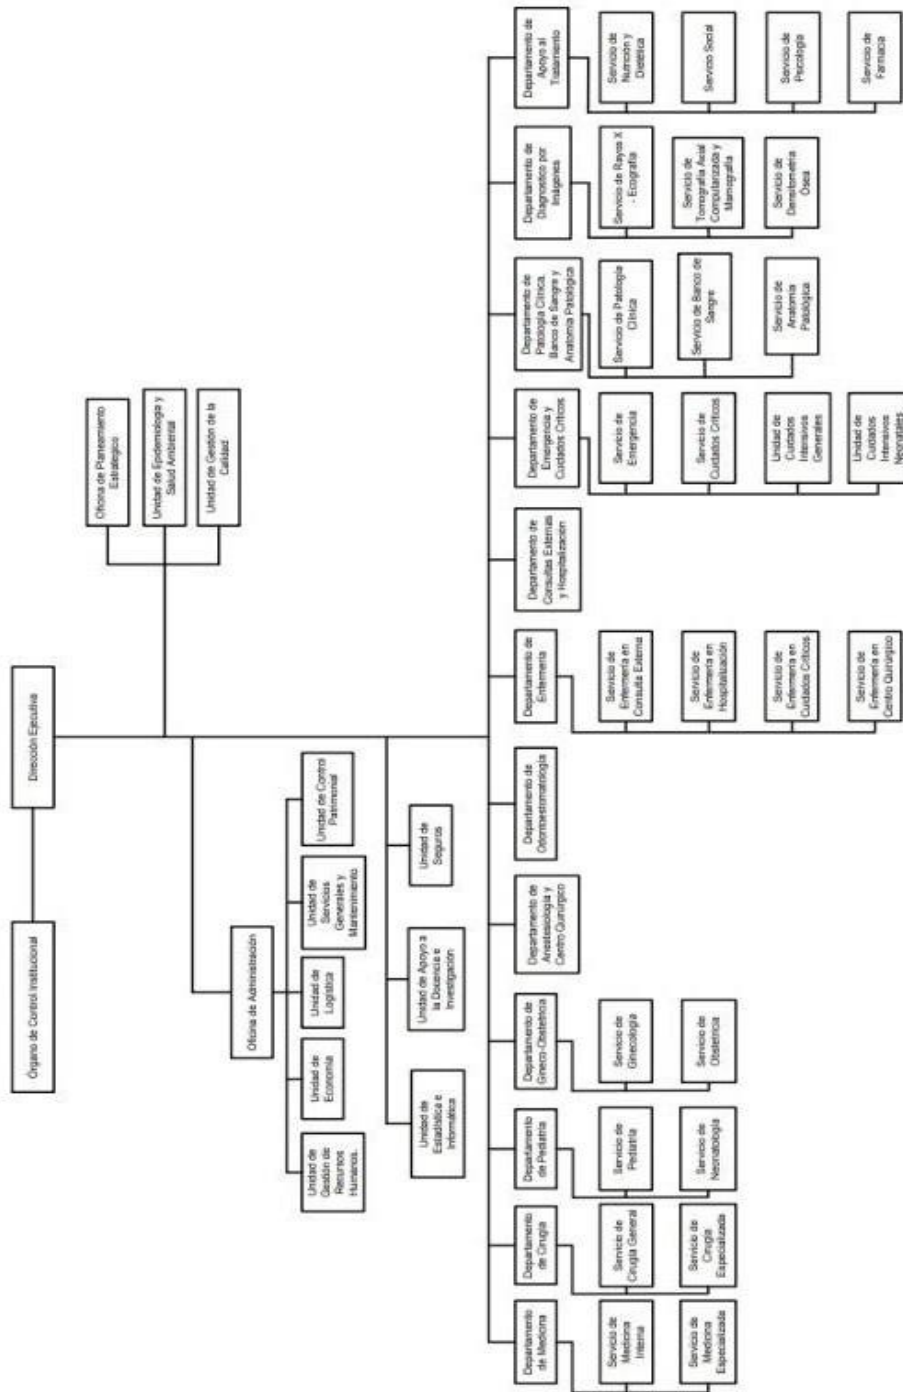 Órgano de Control Institucional
Dirección Ejecutiva
Oficina de Planeamiento
Estratégico
Unidad de Epidemiología y
Salud Ambiental
Unidad de Gestión de la
Calidad.
Oficina de Administración
Unidad de
Gestión de
Recursos
Humanos.
Unidad de
Economía
Unidad de
Logística
Unidad de
Servicios
Generales y
Mantenimiento
Unidad de Control
Patrimonial
Unidad de
Estadística e
Informática
Unidad de Apoyo a
la Docencia e
Investigación
Unidad de
Seguros
Departamento
de Medicina
Servicio de
Medicina
Interna
Servicio de
Medicina
Especializada
Departamento
de Cirugía
Servicio de
Cirugía General
Servicio de
Cirugía
Especializada
Departamento
de Pediatría
Servicio de
Pediatría
Servicio de
Neonatología
Departamento de
Gineco-Obstetricia
Servicio de
Ginecología
Servicio de
Obstetricia
Departamento de
Anestesiología y
Centro Quirúrgico
Departamento de
Odontoestomatología
Departamento de
Enfermería
Servicio de
Enfermería en
Consulta Externa
Servicio de
Enfermería en
Hospitalización
Servicio de
Enfermería en
Cuidados Críticos
Servicio de
Enfermería en
Centro Quirúrgico
Departamento de
Consultas Externas
y Hospitalización
Departamento de
Emergencia y
Cuidados Críticos
Servicio de
Emergencia
Servicio de
Cuidados Críticos
Unidad de
Cuidados
Intensivos
Generales
Unidad de
Cuidados
Intensivos
Neonatales
Departamento de
Patología Clínica,
Banco de Sangre y
Anatomía Patológica
Servicio de Patología
Clínica
Servicio de Banco de
Sangre
Servicio de
Anatomía
Patológica
Departamento de
Diagnostico por
Imágenes
Servicio de Rayos X
- Ecografía
Servicio de
Tomografía Axial
Computarizada y
Mamografía
Servicio de
Densitometría
Ósea
Departamento de
Apoyo al
Tratamiento
Servicio de
Nutrición y
Dietética
Servicio Social
Servicio de
Psicología
Servicio de
Farmacia